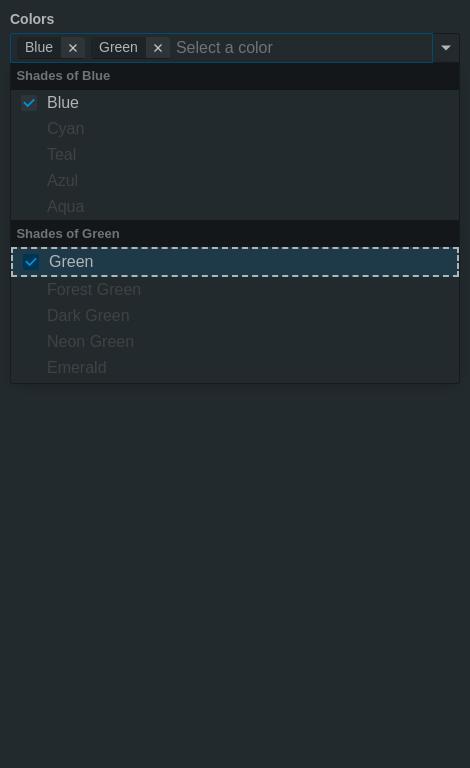 Colors
Blue Green Select a color
Shades of Blue
Blue
Cyan
Teal
Azul
Aqua
Shades of Green
Green
Forest Green
Dark Green
Neon Green
Emerald